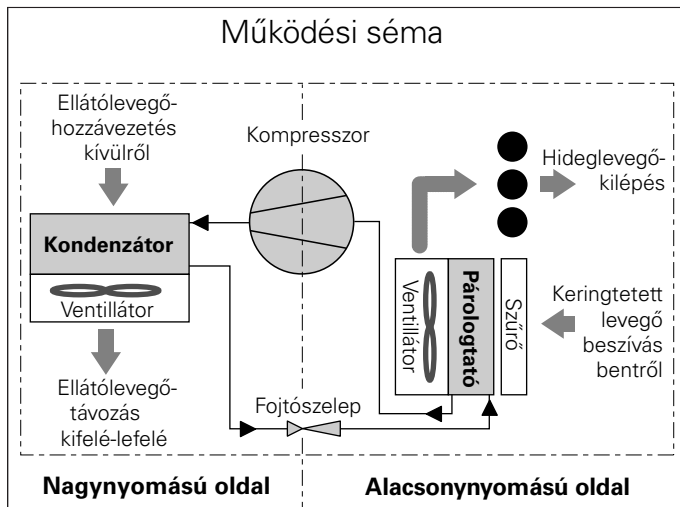 Működési séma
Ellátólevegő-
hozzávezetés
kívülről
Kompresszor
Hideglevegő-
kilépés
Kondenzátor
Ventillátor
Ventillátor
Párologtató
Szűrő
Keringtetett
levegő
beszívás
bentről
Ellátólevegő-
távozás
kifelé-lefelé
Fojtószelep
Nagynyomású oldal
Alacsonynyomású oldal